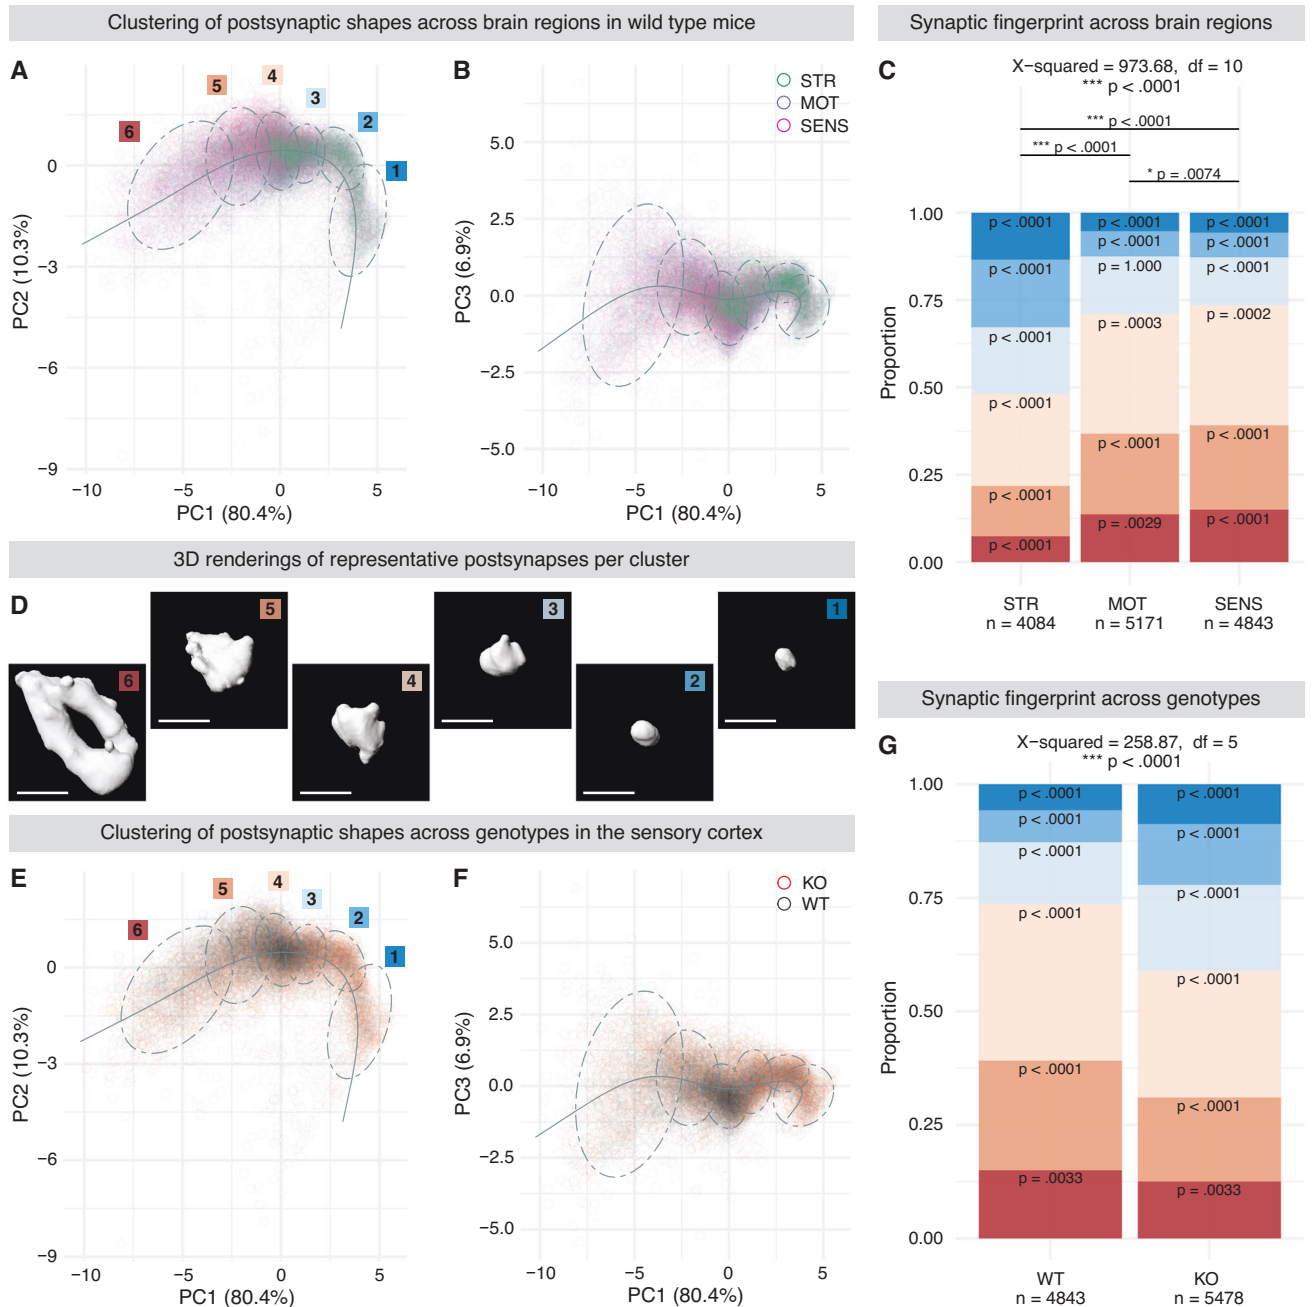 Clustering of postsynaptic shapes across brain regions in wild type mice
A
5
4
3
2
1
6
0
−3
−6
−9
PC2 (10.3%)
−10
−5
0
5
PC1 (80.4%)
B
STR
MOT
SENS
5.0
2.5
0.0
−2.5
−5.0
PC3 (6.9%)
−10
−5
0
5
PC1 (80.4%)
Synaptic fingerprint across brain regions
C
X−squared = 973.68, df = 10
*** p < .0001
*** p < .0001
*** p < .0001
* p = .0074
1.00
0.75
0.50
0.25
0.00
Proportion
p < .0001
p < .0001
p < .0001
p < .0001
p < .0001
p < .0001
p < .0001
p < .0001
p = 1.000
p = .0003
p < .0001
p = .0029
p < .0001
p < .0001
p < .0001
p = .0002
p < .0001
p < .0001
STR
n = 4084
MOT
n = 5171
SENS
n = 4843
3D renderings of representative postsynapses per cluster
D
6
5
4
3
2
1
Clustering of postsynaptic shapes across genotypes in the sensory cortex
E
5
4
3
2
1
6
0
−3
−6
−9
PC2 (10.3%)
−10
−5
0
5
PC1 (80.4%)
F
KO
WT
5.0
2.5
0.0
−2.5
−5.0
PC3 (6.9%)
−10
−5
0
5
PC1 (80.4%)
Synaptic fingerprint across genotypes
G
X−squared = 258.87, df = 5
*** p < .0001
1.00
0.75
0.50
0.25
0.00
Proportion
p < .0001
p < .0001
p < .0001
p < .0001
p < .0001
p = .0033
p < .0001
p < .0001
p < .0001
p < .0001
p < .0001
p = .0033
WT
n = 4843
KO
n = 5478